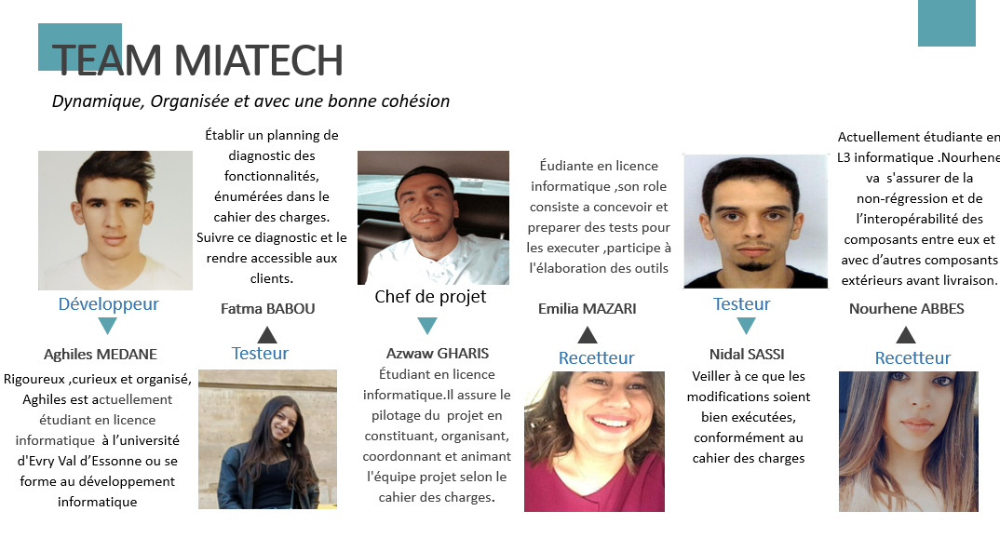 TEAM MIATECH
Dynamique, Organisée et avec une bonne cohésion
Développeur
Aghiles MEDANE
Rigoureux ,curieux et organisé,
Aghiles est actuellement
étudiant en licence
informatique à l’université
d'Evry Val d’Essonne ou se
forme au développement
informatique
Établir un planning de
diagnostic des
fonctionnalités,
énumérées dans le
cahier des charges.
Suivre ce diagnostic et le
rendre accessible aux
clients.
Fatma BABOU
Testeur
Chef de projet
Azwaw GHARIS
Étudiant en licence
informatique.Il assure le
pilotage du projet en
constituant, organisant,
coordonnant et animant
l'équipe projet selon le
cahier des charges.
Éudiante en licence
informatique ,son role
consiste a concevoir et
preparer des tests pour
les executer ,participe à
l'élaboration des outils
Emilia MAZARI
Recetteur
Testeur
Nidal SASSI
Veiller à ce que les
modifications soient
bien exécutées,
conformément au
cahier des charges
Actuellement étudiante en
L3 informatique .Nourhene
va s'assurer de la
non-régression et de
l’interopérabilité des
composants entre eux et
avec d’autres composants
extérieurs avant livraison.
Nourhene ABBES
Recetteur